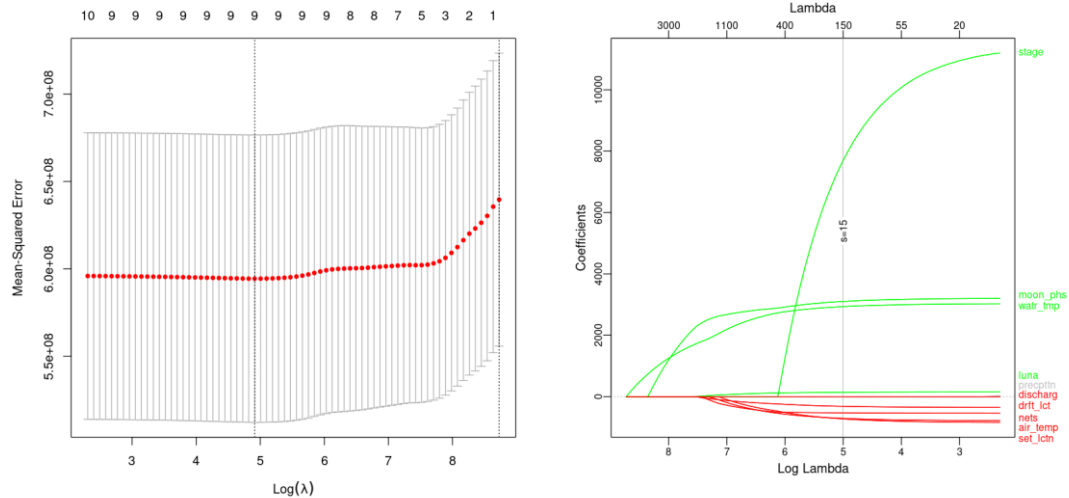 10 9 9 9 9 9 9 9 9 9 8 8 7 5 3 2 1
Mean-Squared Error
7.0e+08
6.5e+08
6.0e+08
5.5e+08
3 4 5 6 7 8
Log(λ)
Lambda
3000 1100 400 150 55 20
Coefficients
10000
8000
6000
4000
2000
0
s=15
stage
moon_phs
watr_tmp
luna
precpttn
discharg
drft_lct
nets
air_temp
set_lctn
8 7 6 5 4 3
Log Lambda